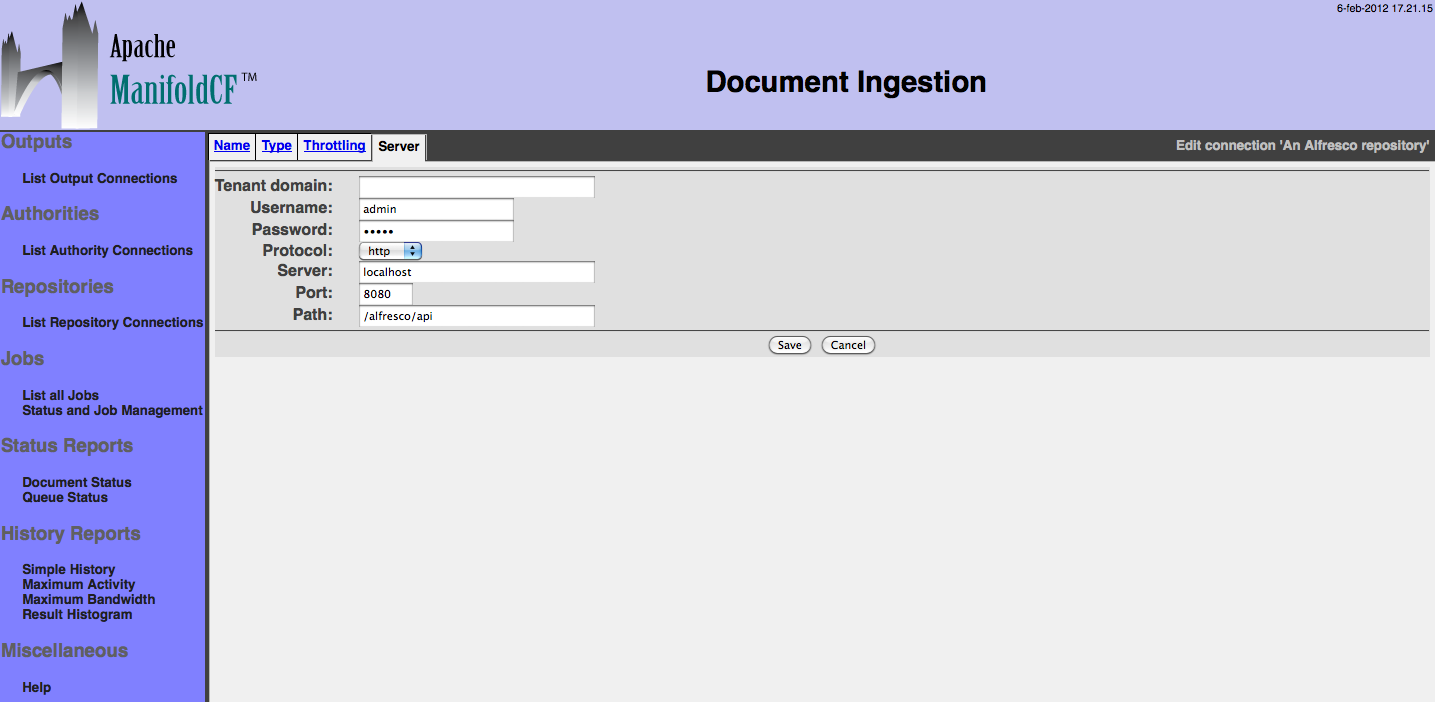 6-feb-2012 17.21.15
Apache
ManifoldCF™
Document Ingestion
Outputs
List Output Connections
Authorities
List Authority Connections
Repositories
List Repository Connections
Jobs
List all Jobs
Status and Job Management
Status Reports
Document Status
Queue Status
History Reports
Simple History
Maximum Activity
Maximum Bandwidth
Result Histogram
Miscellaneous
Help
Name Type Throttling Server Edit connection 'An Alfresco repository'
Tenant domain:
Username: admin
Password: •••••
Protocol: http
Server: localhost
Port: 8080
Path: /alfresco/api
Save Cancel